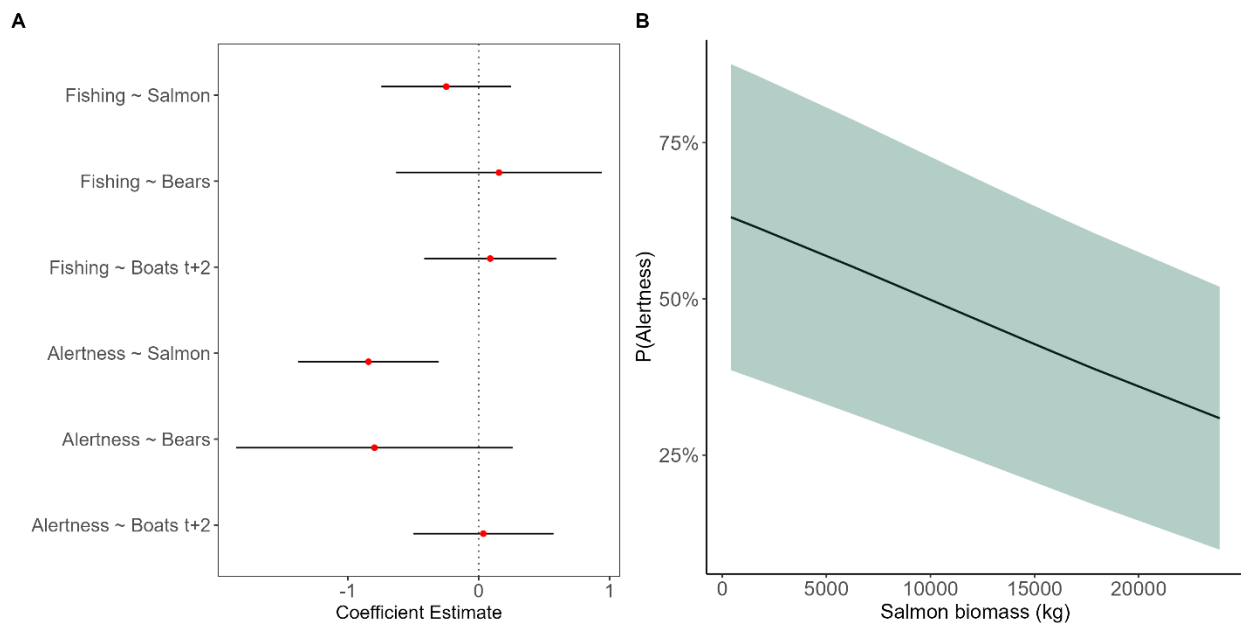 A
Fishing ~ Salmon
Fishing ~ Bears
Fishing ~ Boats t+2
Alertness ~ Salmon
Alertness ~ Bears
Alertness ~ Boats t+2
-1
0
1
Coefficient Estimate
B
P(Alertness)
75%
50%
25%
0
5000
10000
15000
20000
Salmon biomass (kg)